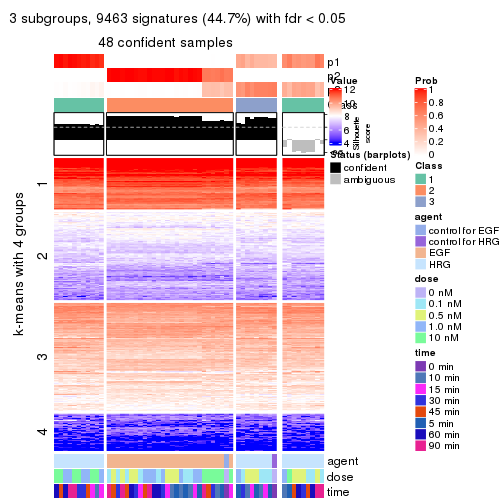 3 subgroups, 9463 signatures (44.7%) with fdr < 0.05
48 confident samples
p1
p2
Value
12
10
8
6
4
Silhouette
score
Status (barplots)
confident
ambiguous
Prob
1
0.8
0.6
0.4
0.2
0
Class
1
2
3
agent
control for EGF
control for HRG
EGF
HRG
dose
0 nM
0.1 nM
0.5 nM
1.0 nM
10 nM
time
0 min
10 min
15 min
30 min
45 min
5 min
60 min
90 min
k-means with 4 groups
1
2
3
4
agent
dose
time